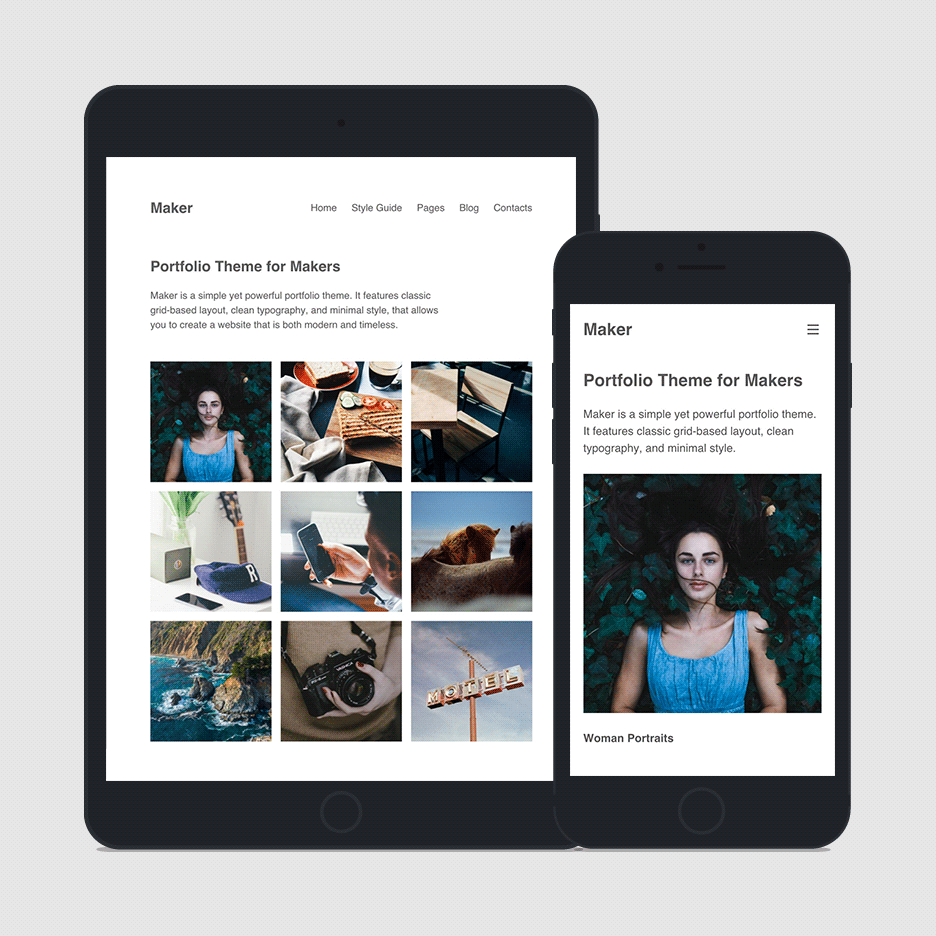 Maker
Home Style Guide Pages Blog Contacts
Portfolio Theme for Makers
Maker is a simple yet powerful portfolio theme. It features classic
grid-based layout, clean typography, and minimal style, that allows
you to create a website that is both modern and timeless.
R
MOTEL
Maker
Portfolio Theme for Makers
Maker is a simple yet powerful portfolio theme.
It features classic grid-based layout, clean
typography, and minimal style.
Woman Portraits